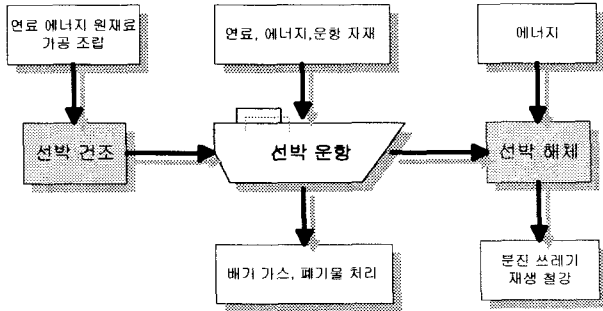 연료 에너지 원재료
가공 조립
연료, 에너지,운항 자재
에너지
선박 건조
선박 운항
선박 해체
배가 가스, 폐기물 처리
분진 쓰레기
재생 철강